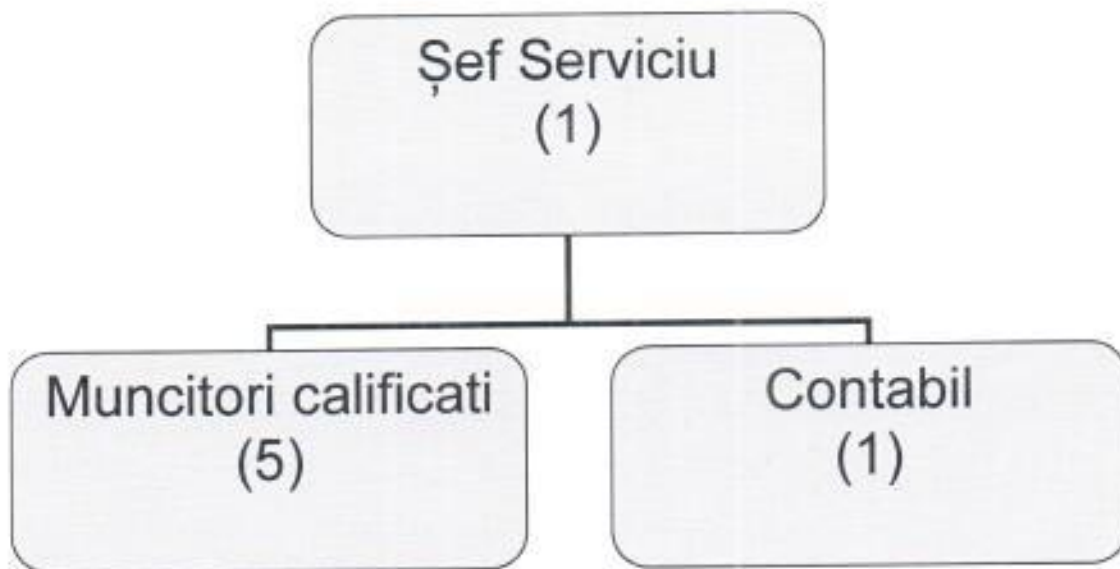 Șef Serviciu
(1)
Muncitori calificati
(5)
Contabil
(1)